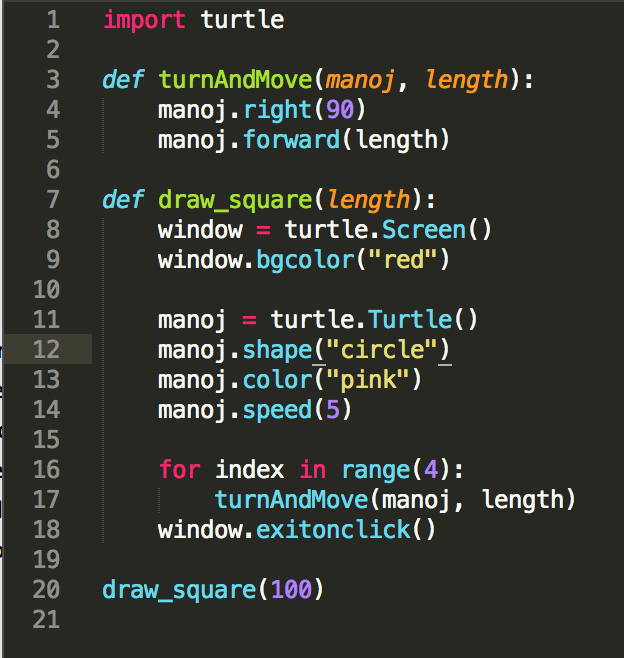 1 import turtle
2
3 def turnAndMove(manoj, length):
4     manoj.right(90)
5     manoj.forward(length)
6
7 def draw_square(length):
8     window = turtle.Screen()
9     window.bgcolor("red")
10
11     manoj = turtle.Turtle()
12     manoj.shape("circle")
13     manoj.color("pink")
14     manoj.speed(5)
15
16     for index in range(4):
17         turnAndMove(manoj, length)
18     window.exitonclick()
19
20 draw_square(100)
21